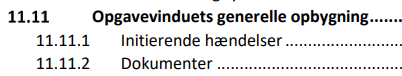 11.11 Opgavevinduets generelle opbygning.......
11.11.1 Initierende hændelser..........................
11.11.2 Dokumenter.........................................